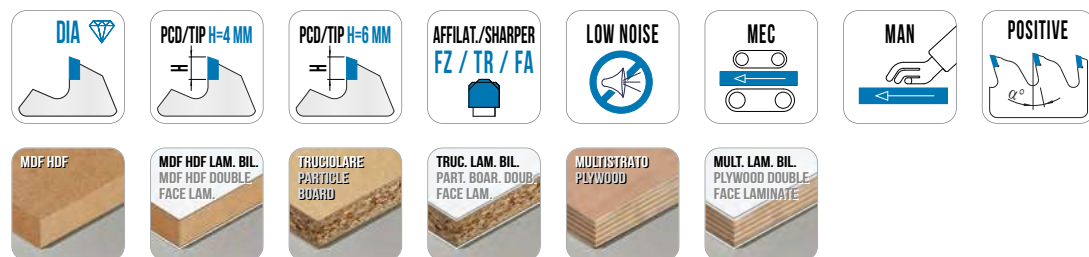 DIA
PCD/TIP H=4 MM
PCD/TIP H=6 MM
AFFILAT./SHARPER
FZ / TR / FA
LOW NOISE
MEC
MAN
POSITIVE
α°
MDF HDF
MDF HDF LAM. BIL.
MDF HDF DOUBLE
FACE LAM.
TRUCIOLARE
PARTICLE
BOARD
TRUC. LAM. BIL.
PART. BOAR. DOUB.
FACE LAM.
MULTISTRATO
PLYWOOD
MULT. LAM. BIL.
PLYWOOD DOUBLE
FACE LAMINATE